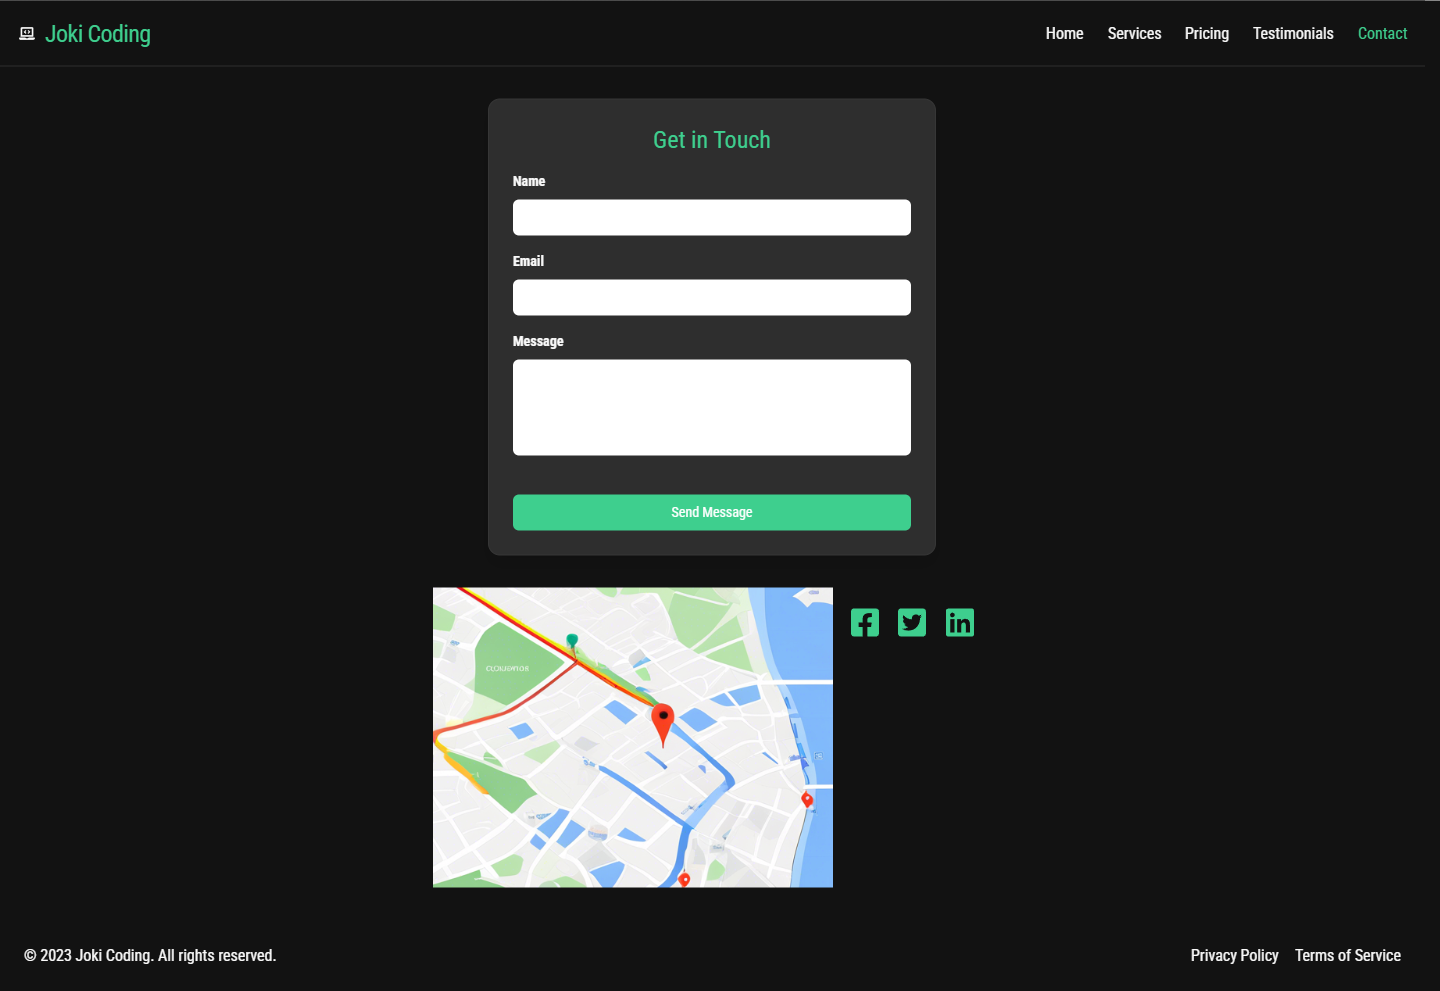 Joki Coding
Home Services Pricing Testimonials Contact
Get in Touch
Name
Email
Message
Send Message
© 2023 Joki Coding. All rights reserved.
Privacy Policy Terms of Service